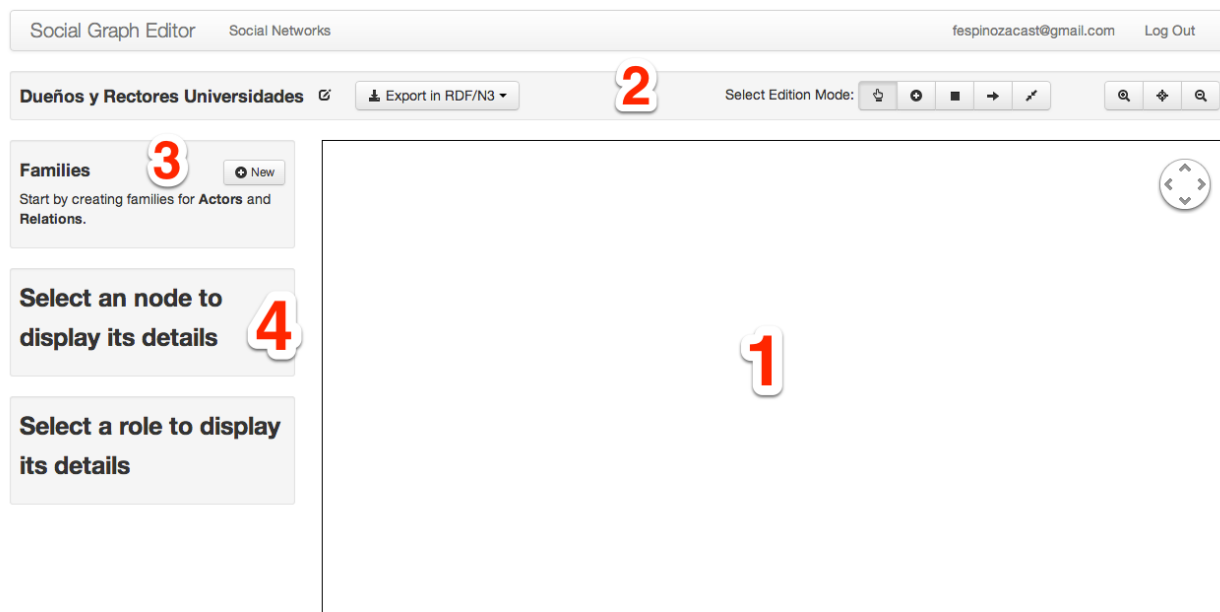 Social Graph Editor Social Networks fespinozacast@gmail.com Log Out
Dueños y Rectores Universidades Export in RDF/N3 2 Select Edition Mode:
Families 3 New
Start by creating families for Actors and
Relations.
Select an node to
display its details 4
1
Select a role to display
its details